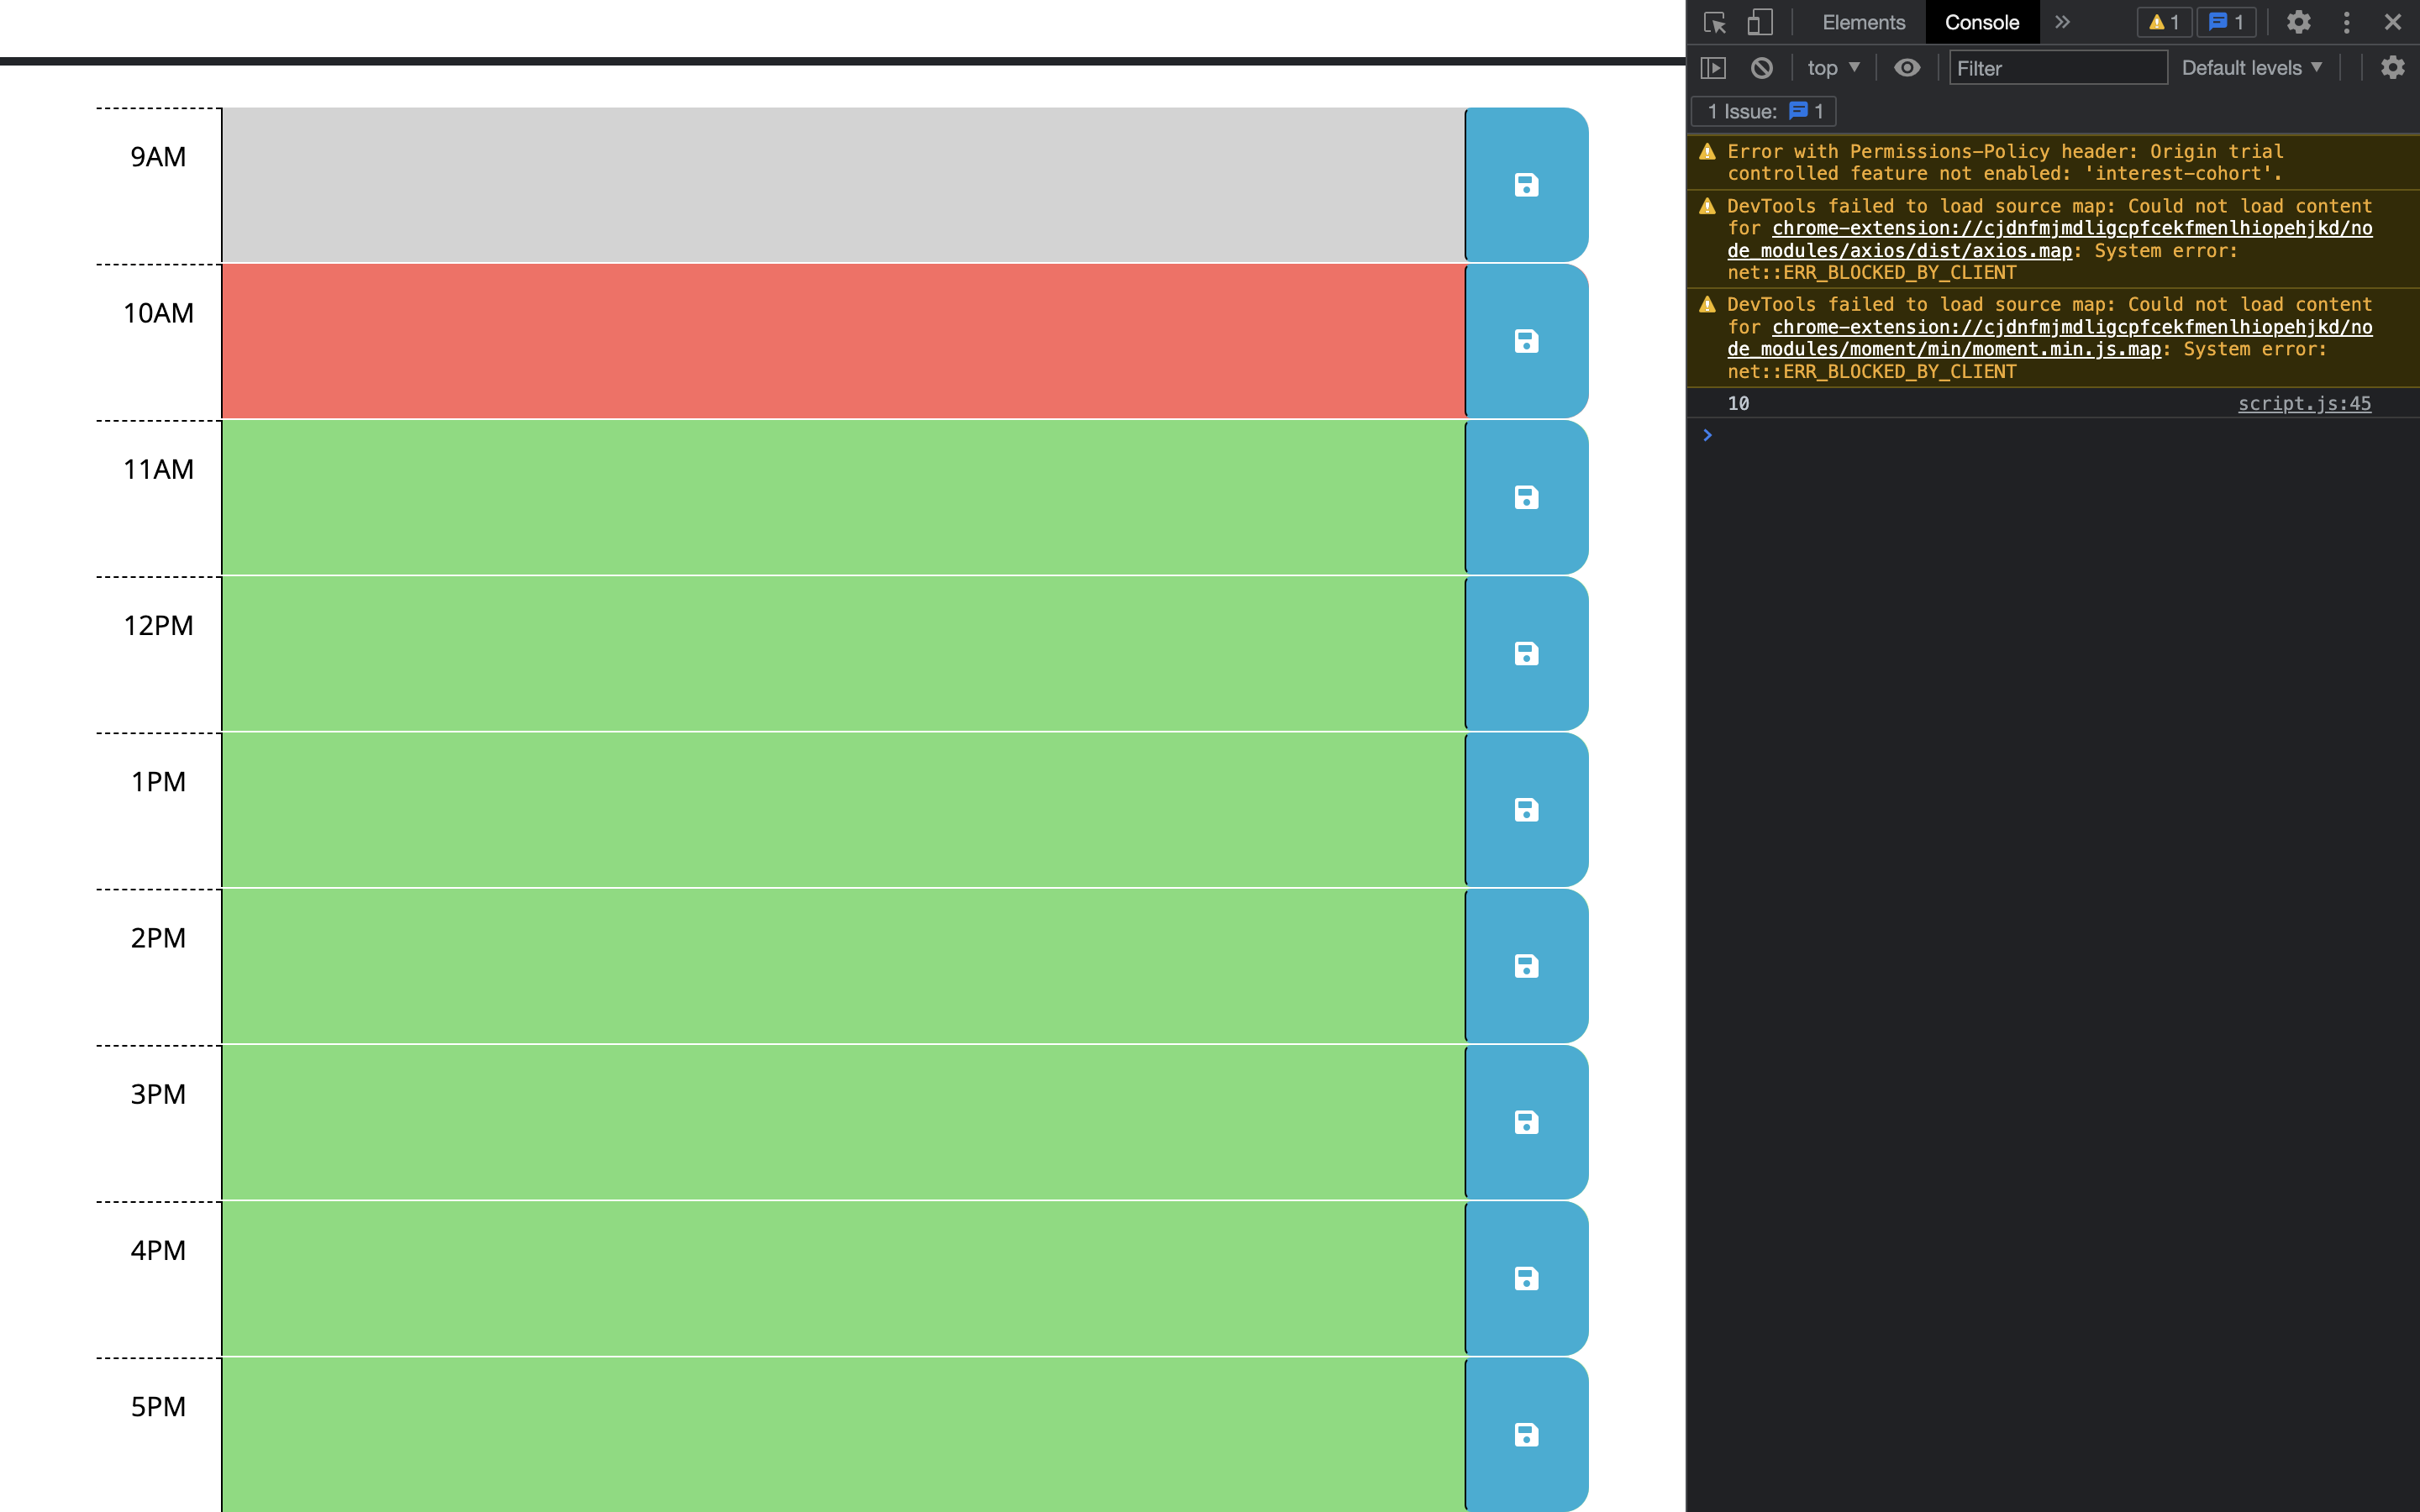 9AM
10AM
11AM
12PM
1PM
2PM
3PM
4PM
5PM
Elements
Console
1
1
top
Filter
Default levels
1 Issue:
1
Error with Permissions-Policy header: Origin trial
controlled feature not enabled: 'interest-cohort'.
DevTools failed to load source map: Could not load content
for chrome-extension://cjdnfmjmdligcpfcekfmenlhiopehjkd/no
de_modules/axios/dist/axios.map: System error:
net::ERR_BLOCKED_BY_CLIENT
DevTools failed to load source map: Could not load content
for chrome-extension://cjdnfmjmdligcpfcekfmenlhiopehjkd/no
de_modules/moment/min/moment.min.js.map: System error:
net::ERR_BLOCKED_BY_CLIENT
10 script.js:45